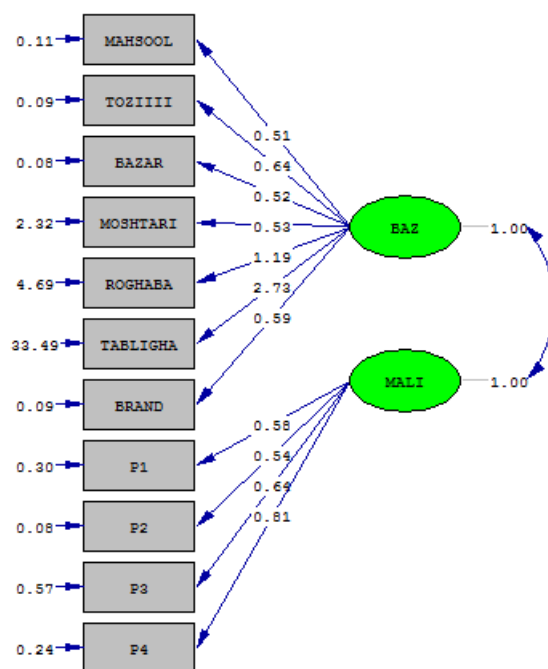 0.11 MAHSOOL
0.09 TOZIIII
0.08 BAZAR
2.32 MOSHTARI
4.69 ROGHABA
33.49 TABLIGHA
0.09 BRAND
0.30 P1
0.08 P2
0.57 P3
0.24 P4
0.51
0.64
0.52
0.53
1.19
2.73
0.59
BAZ 1.00
MALI 1.00
0.58
0.54
0.64
0.81